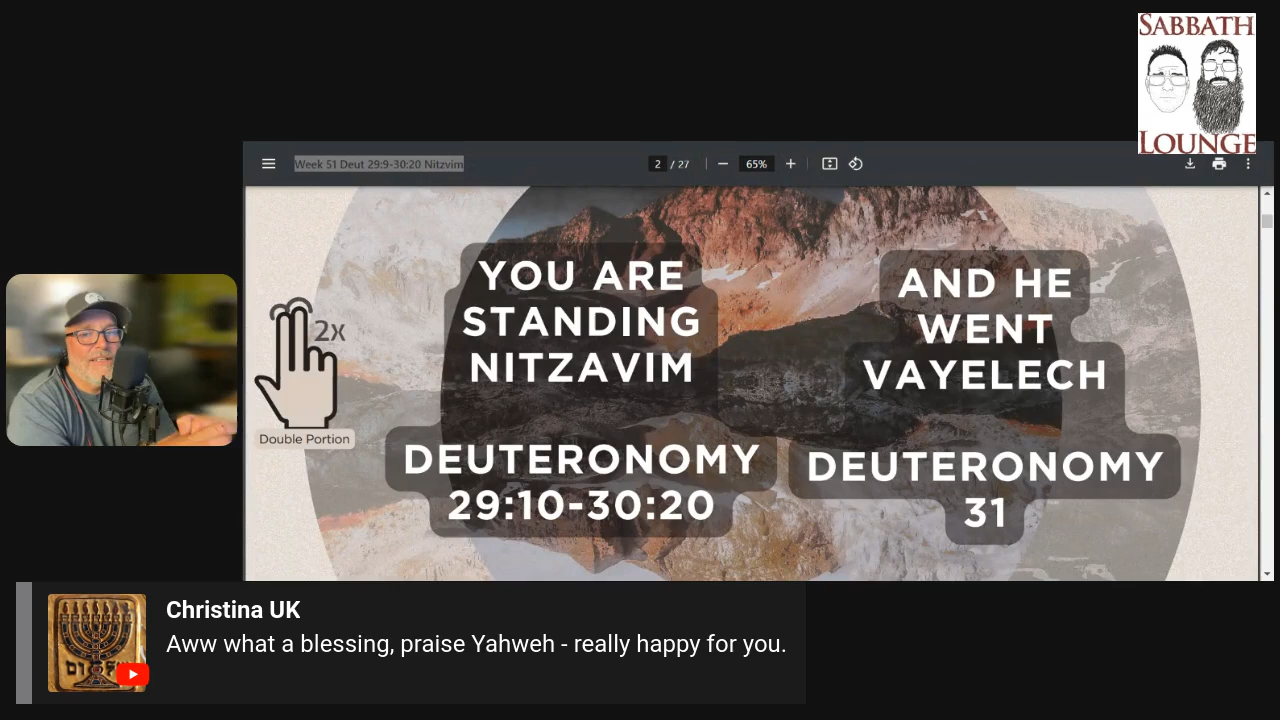 SABBATH
LOUNGE
Week 51 Deut 29:9-30:20 Nitzvim
2 / 27
65%
YOU ARE
STANDING
NITZAVIM
DEUTERONOMY
29:10-30:20
AND HE
WENT
VAYELECH
DEUTERONOMY
31
2x
Double Portion
Christina UK
Aww what a blessing, praise Yahweh - really happy for you.